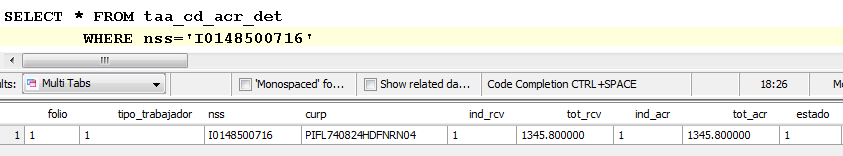 SELECT * FROM taa_cd_acr_det
WHERE nss='I0148500716'
lts: Multi Tabs 'Monospaced' fo... Show related da... Code Completion CTRL+SPACE 18:26 Mo
folio tipo_trabajador nss curp ind_rcv tot_rcv ind_acr tot_acr estado
1 1 1 I0148500716 PIFL740824HDFNRN04 1 1345.800000 1 1345.800000 1